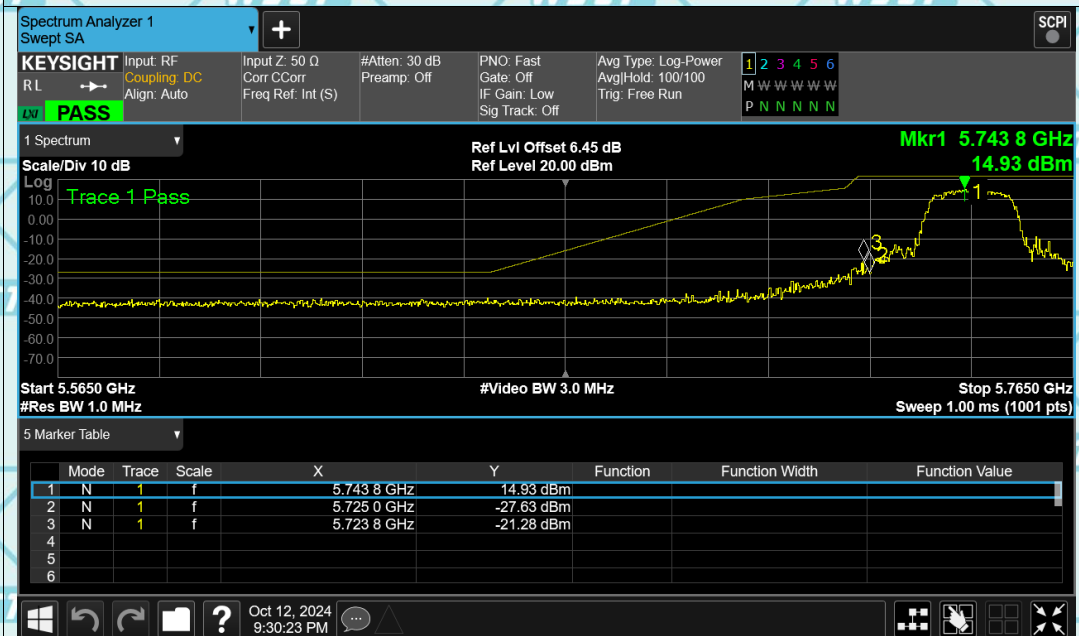 Spectrum Analyzer 1
Swept SA
+
SCPI
KEYSIGHT
RL
LXI PASS
Input: RF
Coupling: DC
Align: Auto
Input Z: 50 Ω
Corr CCorr
Freq Ref: Int (S)
#Atten: 30 dB
Preamp: Off
PNO: Fast
Gate: Off
IF Gain: Low
Sig Track: Off
Avg Type: Log-Power
Avg|Hold: 100/100
Trig: Free Run
1 2 3 4 5 6
M W W W W W
P N N N N N
1 Spectrum
Scale/Div 10 dB
Ref Lvl Offset 6.45 dB
Ref Level 20.00 dBm
Mkr1 5.743 8 GHz
14.93 dBm
Log
Trace 1 Pass
10.0
0.00
-10.0
-20.0
-30.0
-40.0
-50.0
-60.0
-70.0
1
3
2
Start 5.5650 GHz
#Res BW 1.0 MHz
#Video BW 3.0 MHz
Stop 5.7650 GHz
Sweep 1.00 ms (1001 pts)
5 Marker Table
Mode Trace Scale X Y Function Function Width Function Value
1 N 1 f 5.743 8 GHz 14.93 dBm
2 N 1 f 5.725 0 GHz -27.63 dBm
3 N 1 f 5.723 8 GHz -21.28 dBm
4
5
6
?
Oct 12, 2024
9:30:23 PM